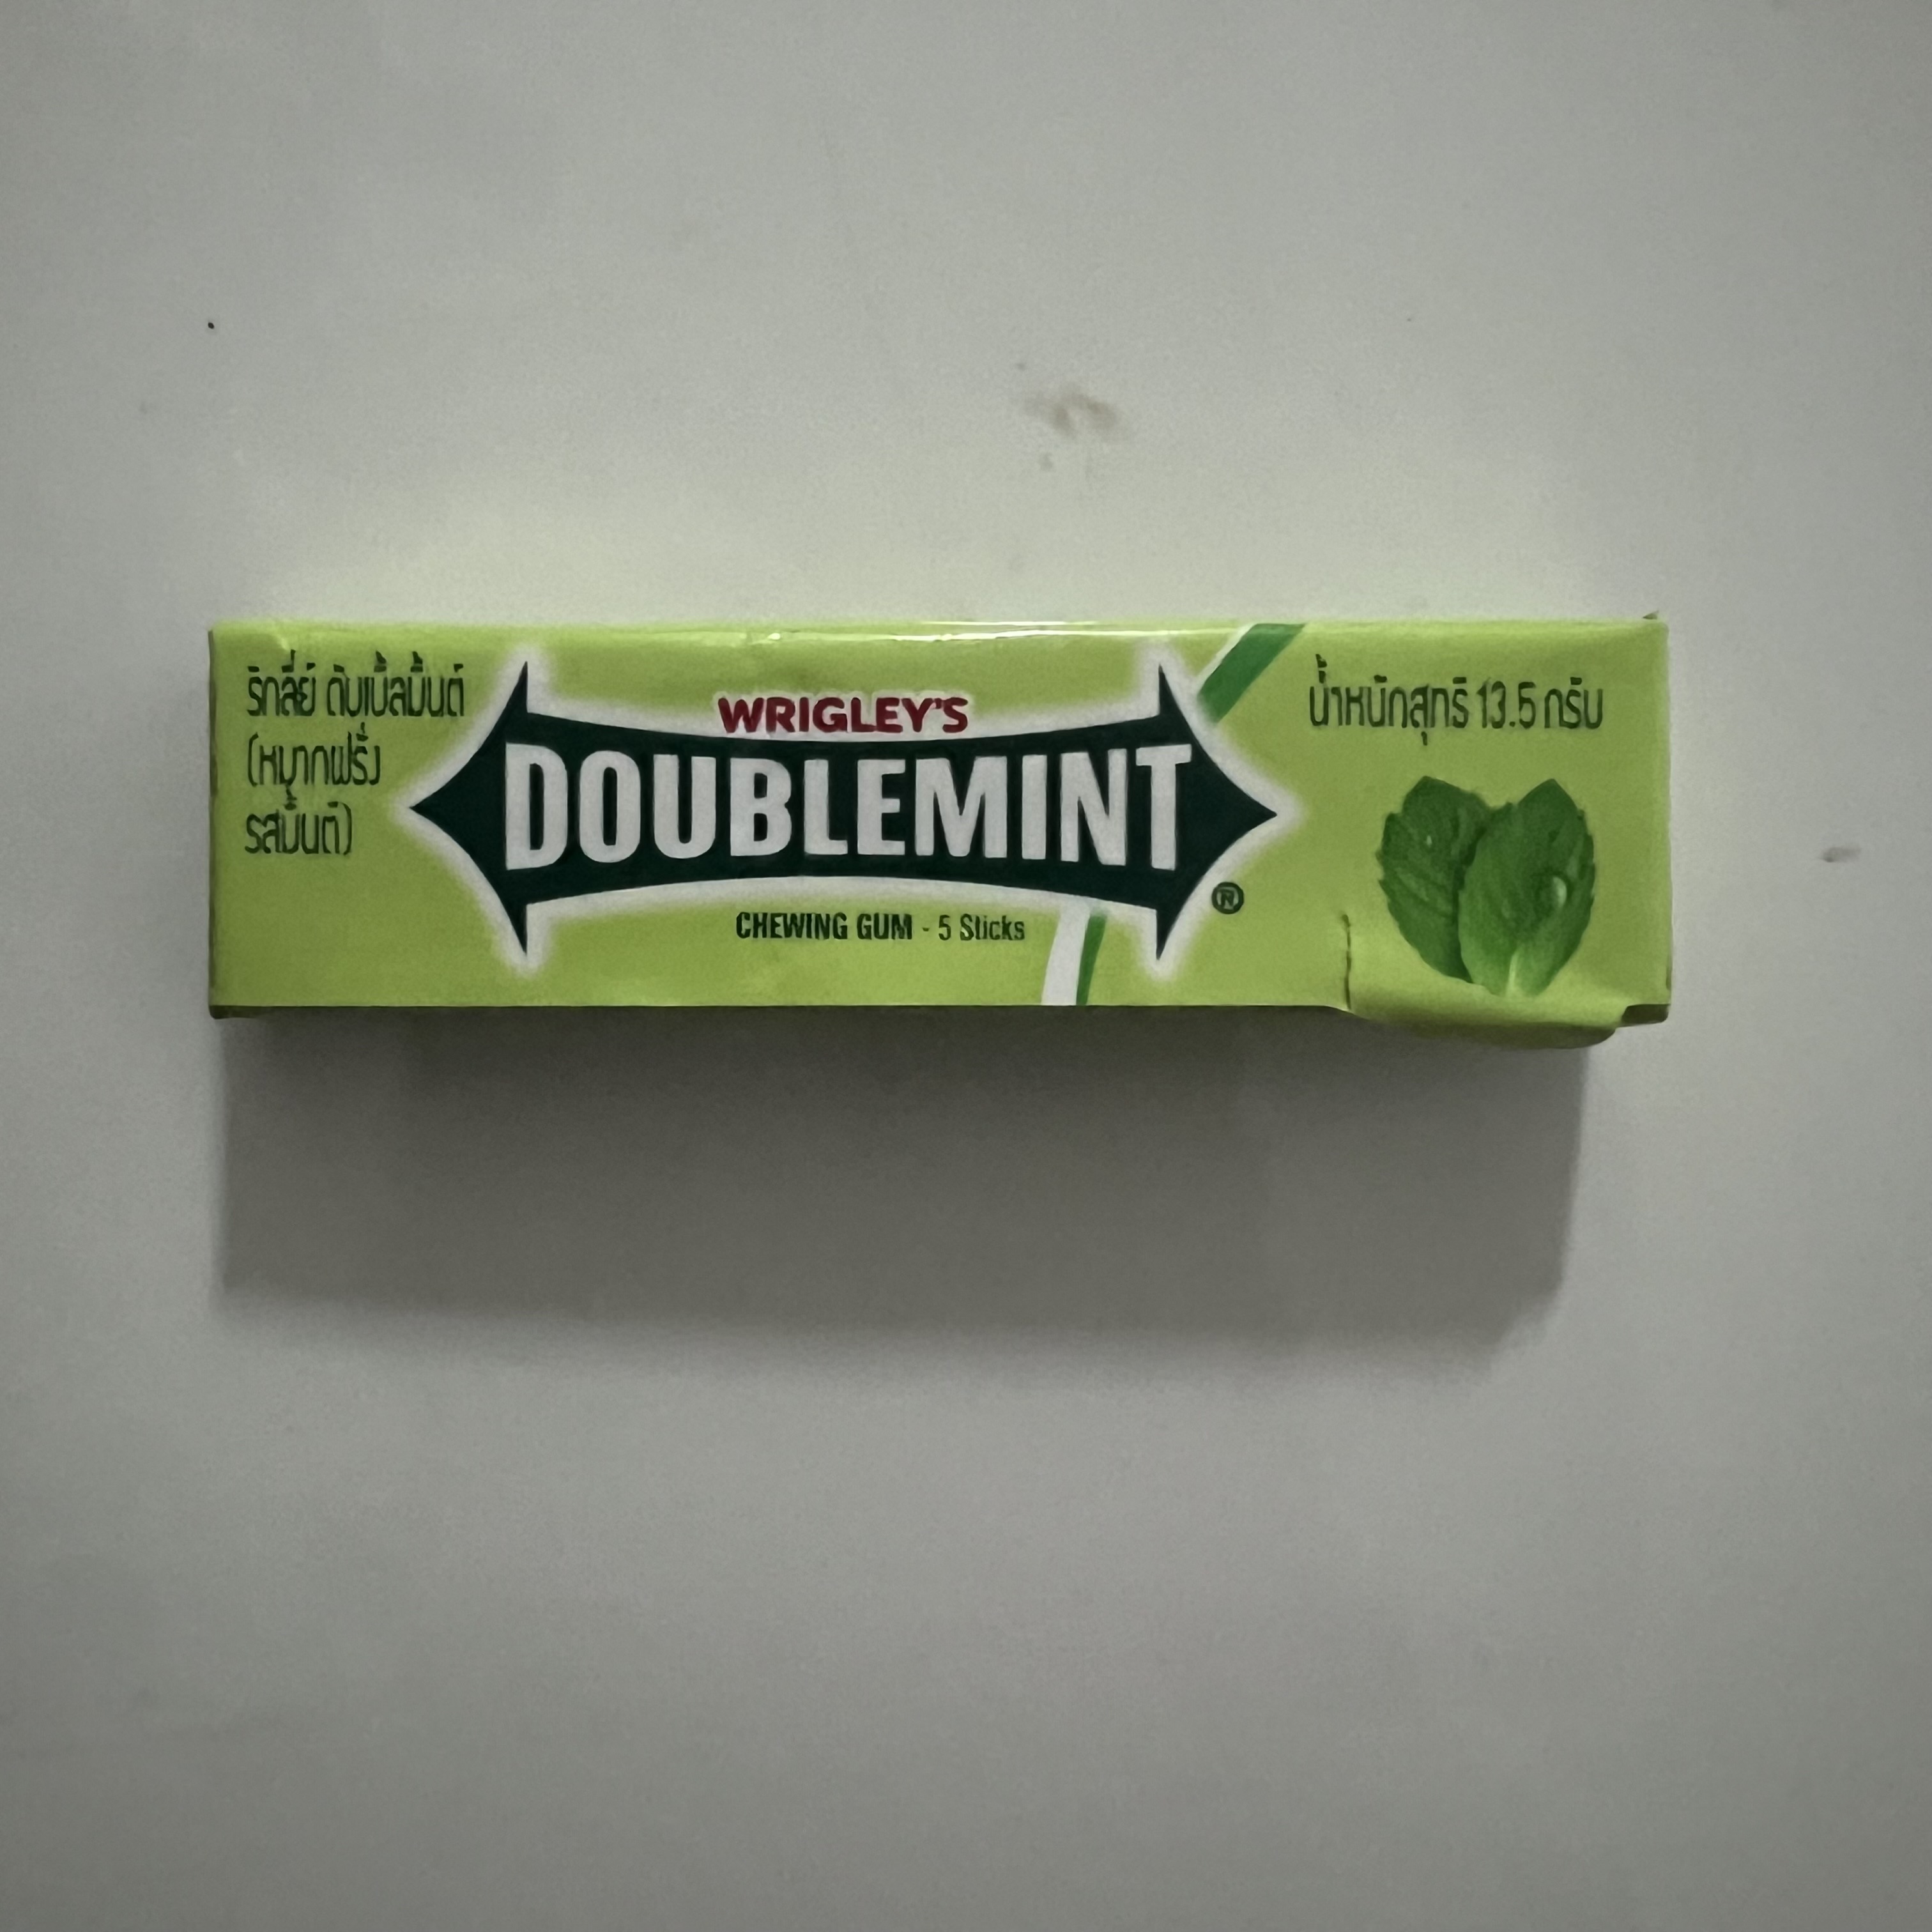 ริกลี่ย์ ดับเบิ้ลมิ้นต์
(หมากฝรั่ง
รสมิ้นต์)
WRIGLEY'S
DOUBLEMINT
®
CHEWING GUM - 5 Sticks
น้ำหนักสุทธิ 13.5 กรัม